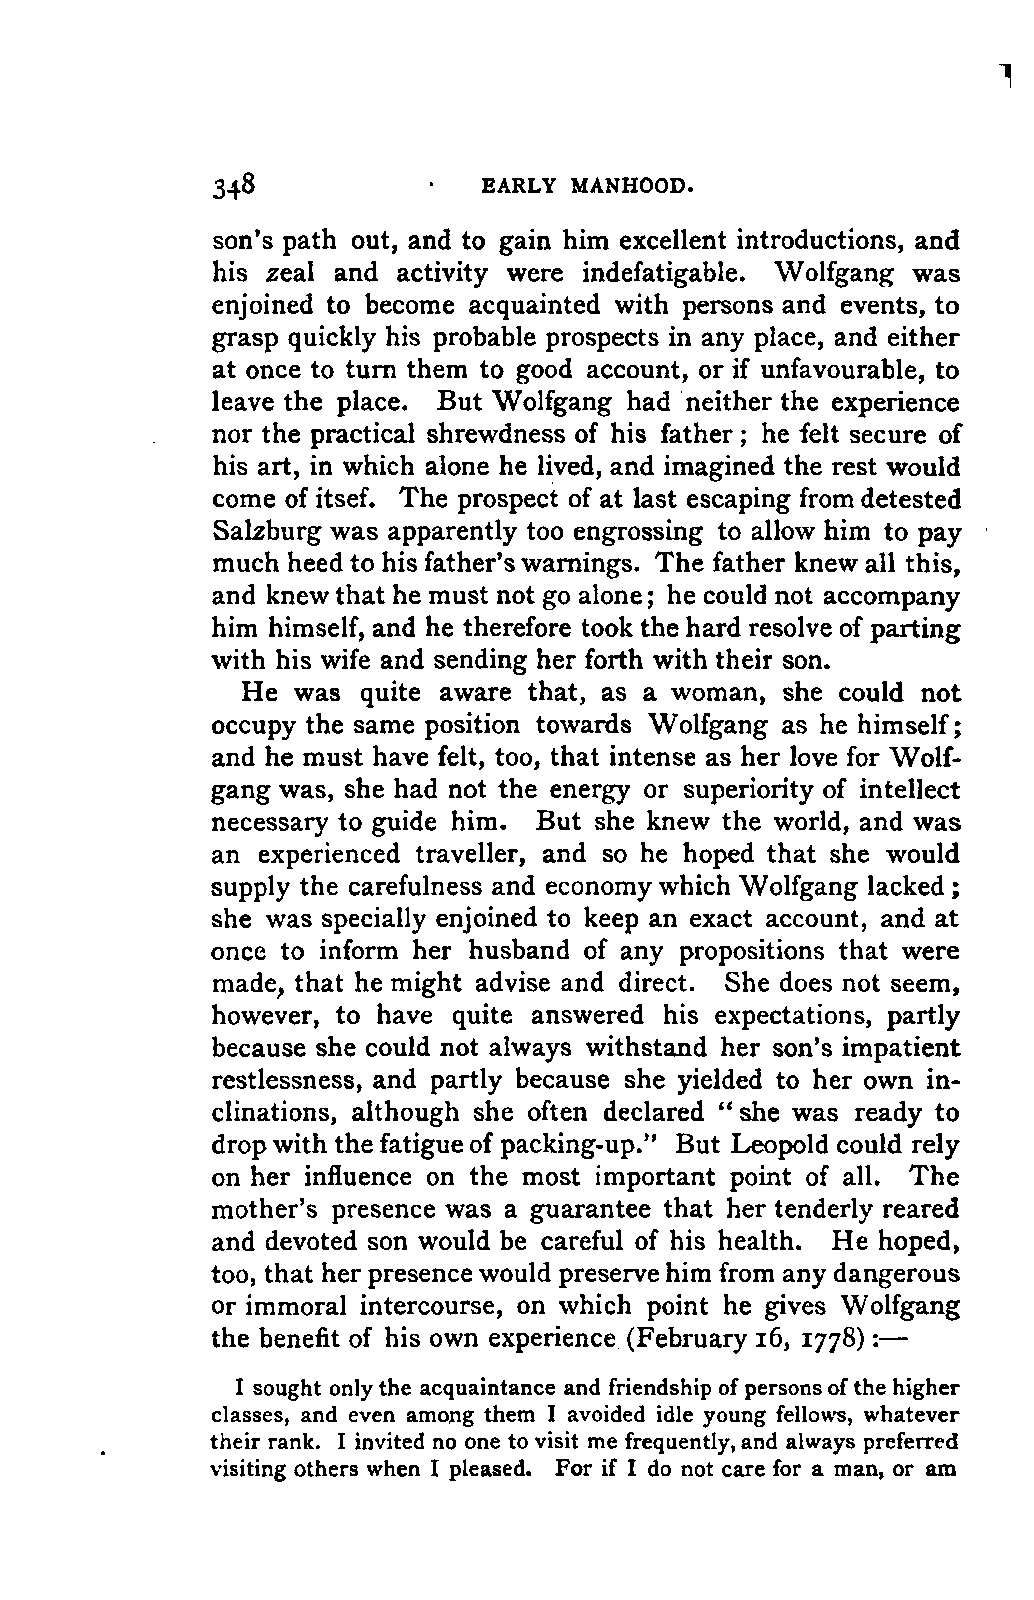 348 EARLY MANHOOD.
son's path out, and to gain him excellent introductions, and
his zeal and activity were indefatigable. Wolfgang was
enjoined to become acquainted with persons and events, to
grasp quickly his probable prospects in any place, and either
at once to turn them to good account, or if unfavourable, to
leave the place. But Wolfgang had neither the experience
nor the practical shrewdness of his father; he felt secure of
his art, in which alone he lived, and imagined the rest would
come of itsef. The prospect of at last escaping from detested
Salzburg was apparently too engrossing to allow him to pay
much heed to his father's warnings. The father knew all this,
and knew that he must not go alone; he could not accompany
him himself, and he therefore took the hard resolve of parting
with his wife and sending her forth with their son.
He was quite aware that, as a woman, she could not
occupy the same position towards Wolfgang as he himself;
and he must have felt, too, that intense as her love for Wolf-
gang was, she had not the energy or superiority of intellect
necessary to guide him. But she knew the world, and was
an experienced traveller, and so he hoped that she would
supply the carefulness and economy which Wolfgang lacked;
she was specially enjoined to keep an exact account, and at
once to inform her husband of any propositions that were
made, that he might advise and direct. She does not seem,
however, to have quite answered his expectations, partly
because she could not always withstand her son's impatient
restlessness, and partly because she yielded to her own in-
clinations, although she often declared "she was ready to
drop with the fatigue of packing-up." But Leopold could rely
on her influence on the most important point of all. The
mother's presence was a guarantee that her tenderly reared
and devoted son would be careful of his health. He hoped,
too, that her presence would preserve him from any dangerous
or immoral intercourse, on which point he gives Wolfgang
the benefit of his own experience (February 16, 1778):—
I sought only the acquaintance and friendship of persons of the higher
classes, and even among them I avoided idle young fellows, whatever
their rank. I invited no one to visit me frequently, and always preferred
visiting others when I pleased. For if I do not care for a man, or am